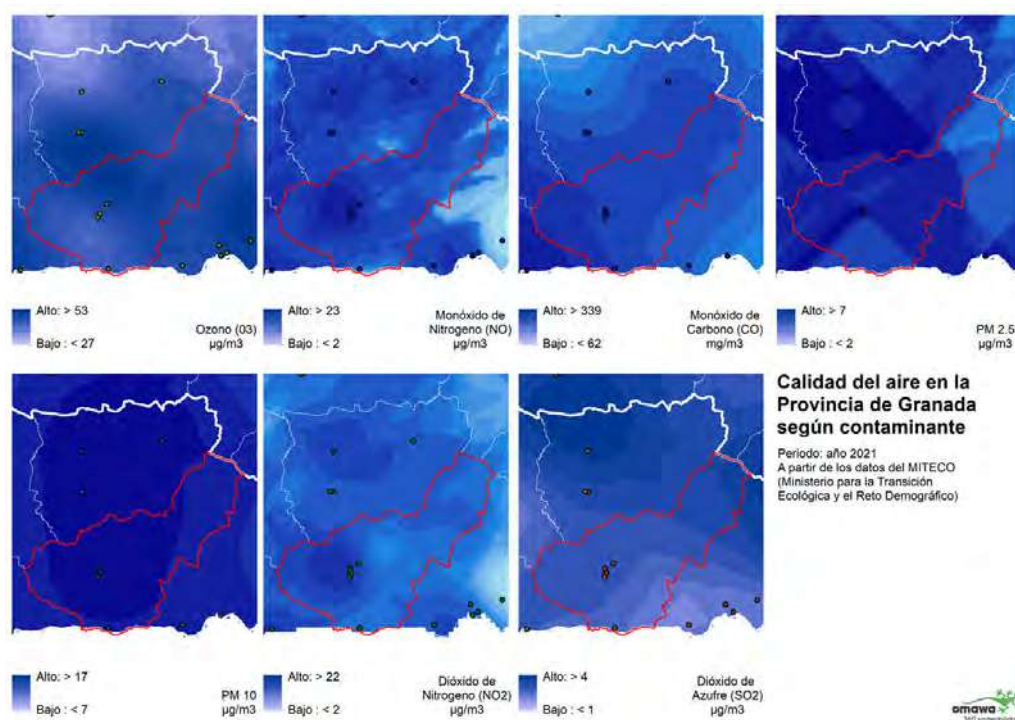 Alto: > 53
Bajo : < 27
Ozono (03)
µg/m3
Alto: > 23
Bajo: < 2
Monóxido de
Nitrogeno (NO)
µg/m3
Alto: > 339
Bajo: < 62
Monóxido de
Carbono (CO)
mg/m3
Alto: > 7
Bajo: < 2
PM 2.5
µg/m3
Calidad del aire en la
Provincia de Granada
según contaminante
Periodo: año 2021
A partir de los datos del MITECO
(Ministerio para la Transición
Ecológica y el Reto Demográfico)
Alto: > 17
Bajo : < 7
PM 10
µg/m3
Alto: > 22
Bajo : < 2
Dióxido de
Nitrogeno (NO2)
µg/m3
Alto: > 4
Bajo : < 1
Dióxido de
Azufre (SO2)
µg/m3
omawa